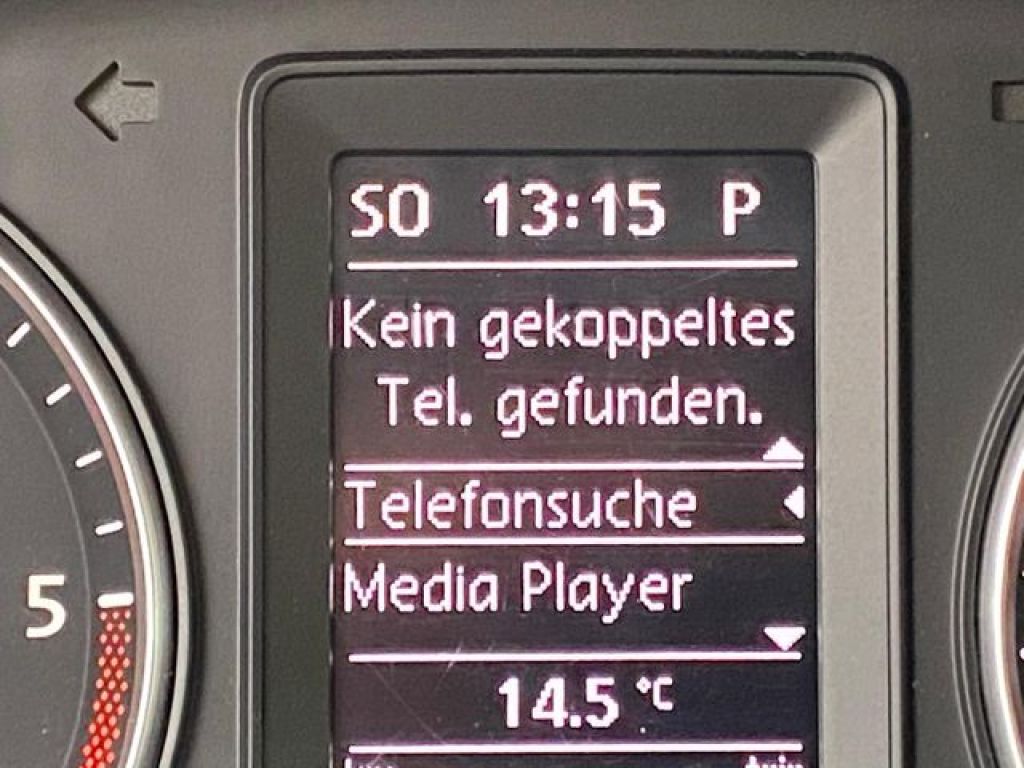 SO 13:15 P
Kein gekoppeltes
Tel. gefunden.
Telefonsuche
Media Player
5
14.5 °C